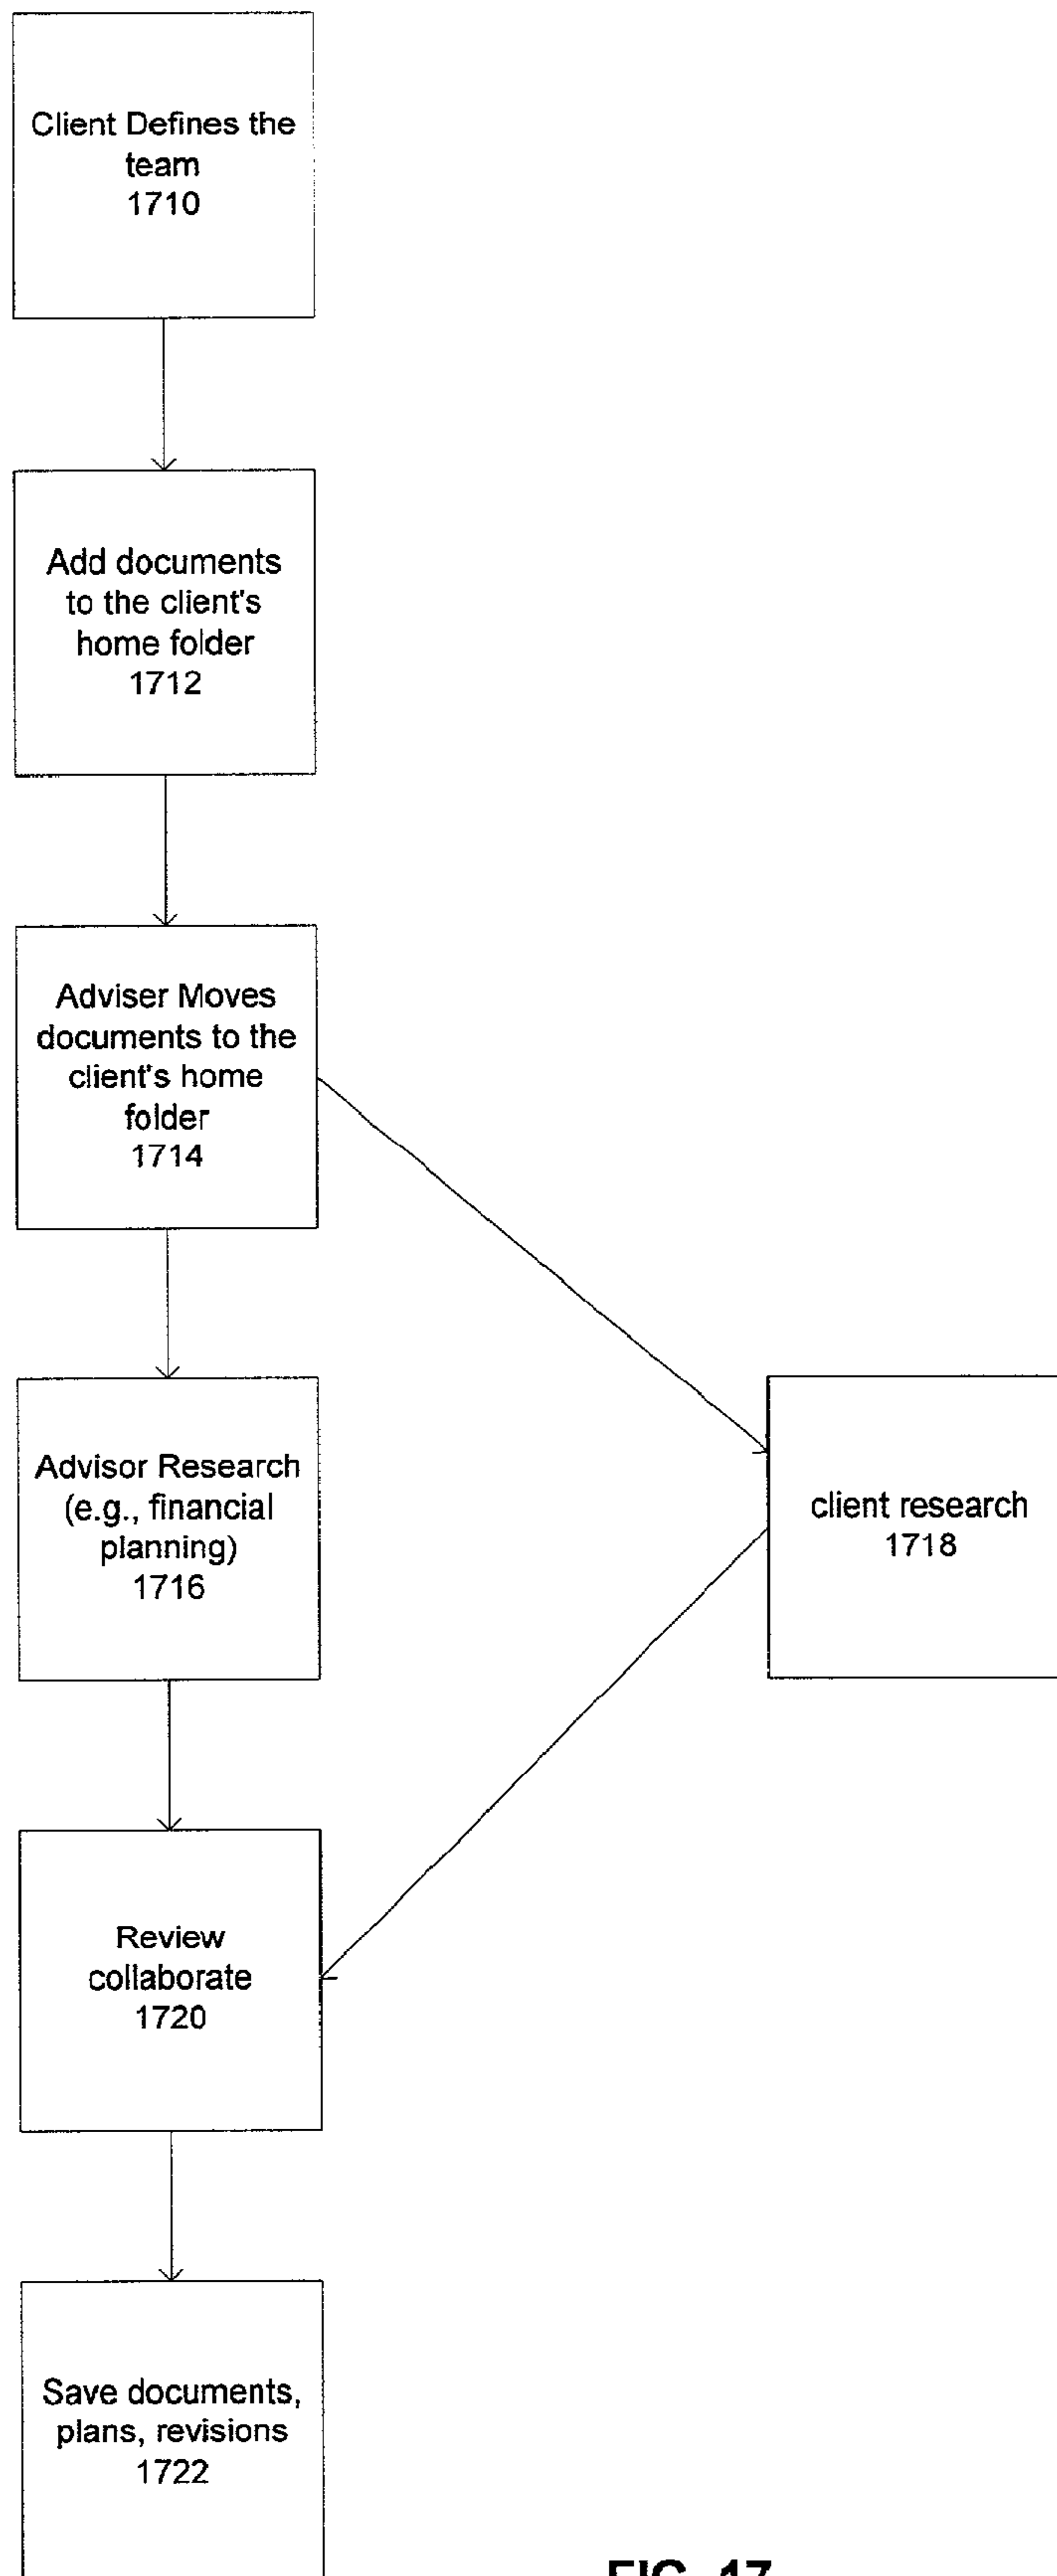 Client Defines the
team
1710
Add documents
to the client's
home folder
1712
Adviser Moves
documents to the
client's home
folder
1714
Advisor Research
(e.g., financial
planning)
1716
client research
1718
Review
collaborate
1720
Save documents,
plans, revisions
1722
FIG. 17